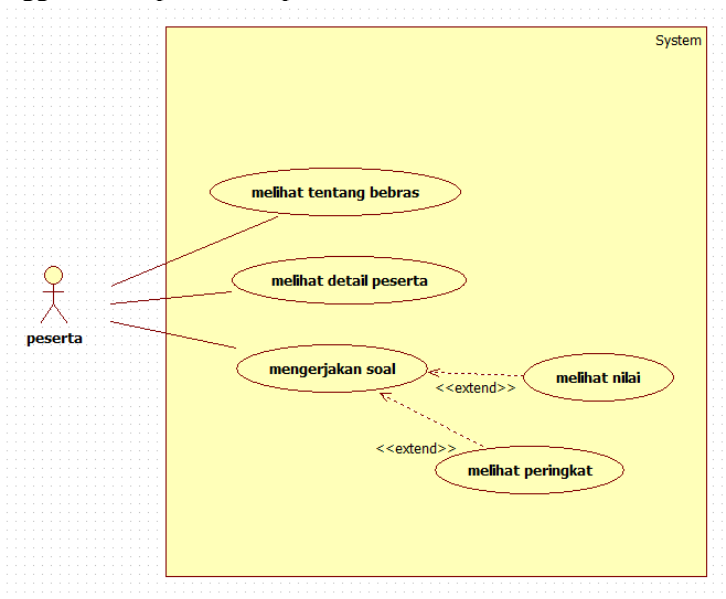 System
melihat tentang bebras
melihat detail peserta
peserta
mengerjakan soal
melihat nilai
<<extend>>
<<extend>>
melihat peringkat